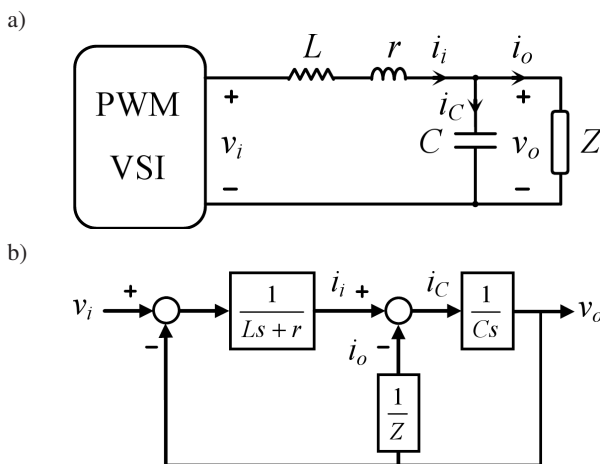 a)
L r i_i i_o
PWM
VSI
+ v_i −
i_C
C
+ v_o −
Z
b)
v_i + −
1/(Ls + r)
i_i + −
i_C
1/(Cs)
v_o
i_o
1/Z